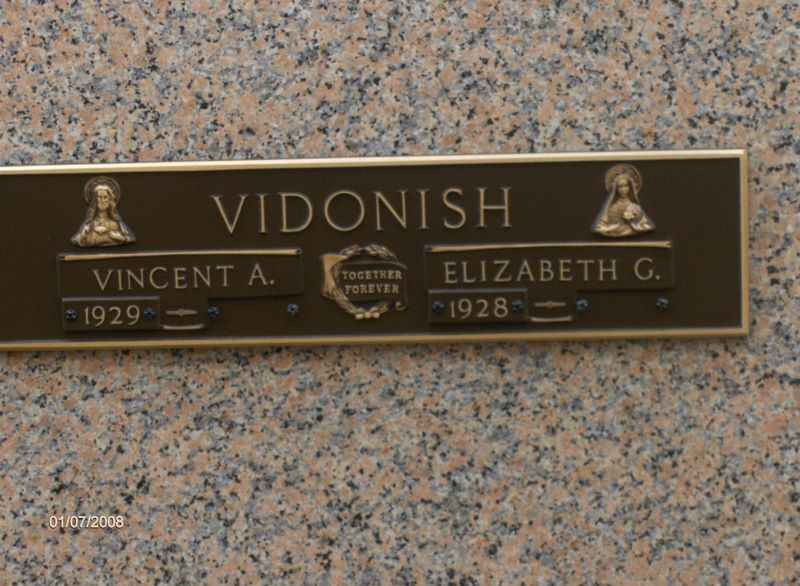 VIDONISH
VINCENT A.
1929 –
TOGETHER
FOREVER
ELIZABETH G.
1928 –
01/07/2008